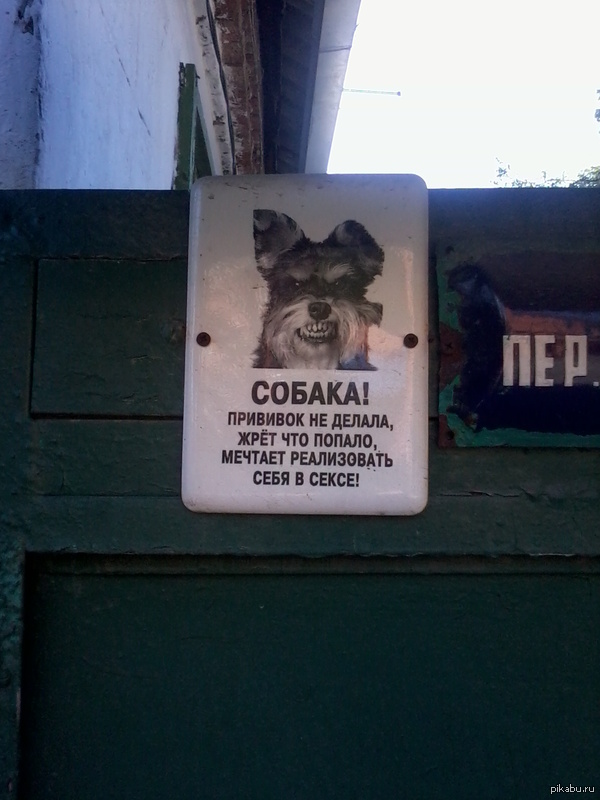 ПЕР.
СОБАКА!
ПРИВИВОК НЕ ДЕЛАЛА,
ЖРЁТ ЧТО ПОПАЛО,
МЕЧТАЕТ РЕАЛИЗОВАТЬ
СЕБЯ В СЕКСЕ!
pikabu.ru